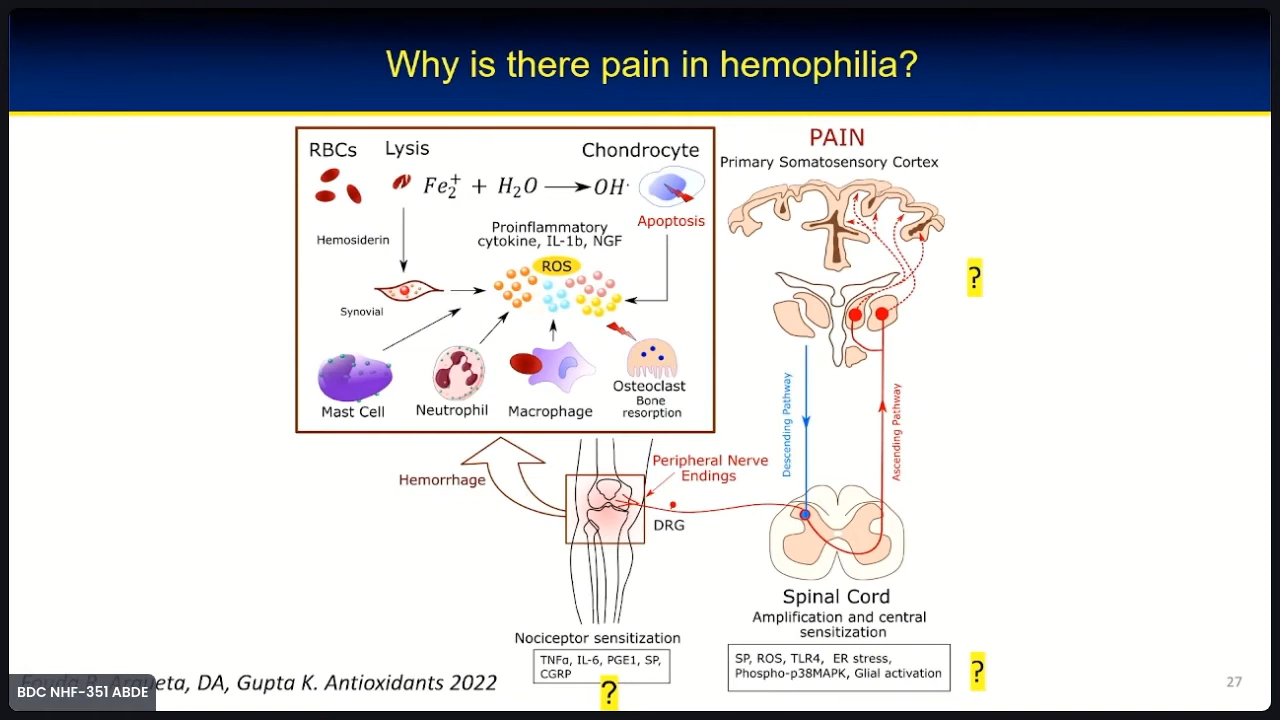 Why is there pain in hemophilia?
RBCs
Lysis
Chondrocyte
Fe₂⁺ + H₂O → OH·
Apoptosis
Hemosiderin
Proinflammatory
cytokine, IL-1b, NGF
ROS
Synovial
Mast Cell
Neutrophil
Macrophage
Osteoclast
Bone
resorption
Hemorrhage
Peripheral Nerve
Endings
DRG
Nociceptor sensitization
TNFα, IL-6, PGE1, SP,
CGRP
?
PAIN
Primary Somatosensory Cortex
?
Descending Pathway
Ascending Pathway
Spinal Cord
Amplification and central
sensitization
SP, ROS, TLR4, ER stress,
Phospho-p38MAPK, Glial activation
?
DA, Gupta K. Antioxidants 2022
BDC NHF-351 ABDE
27